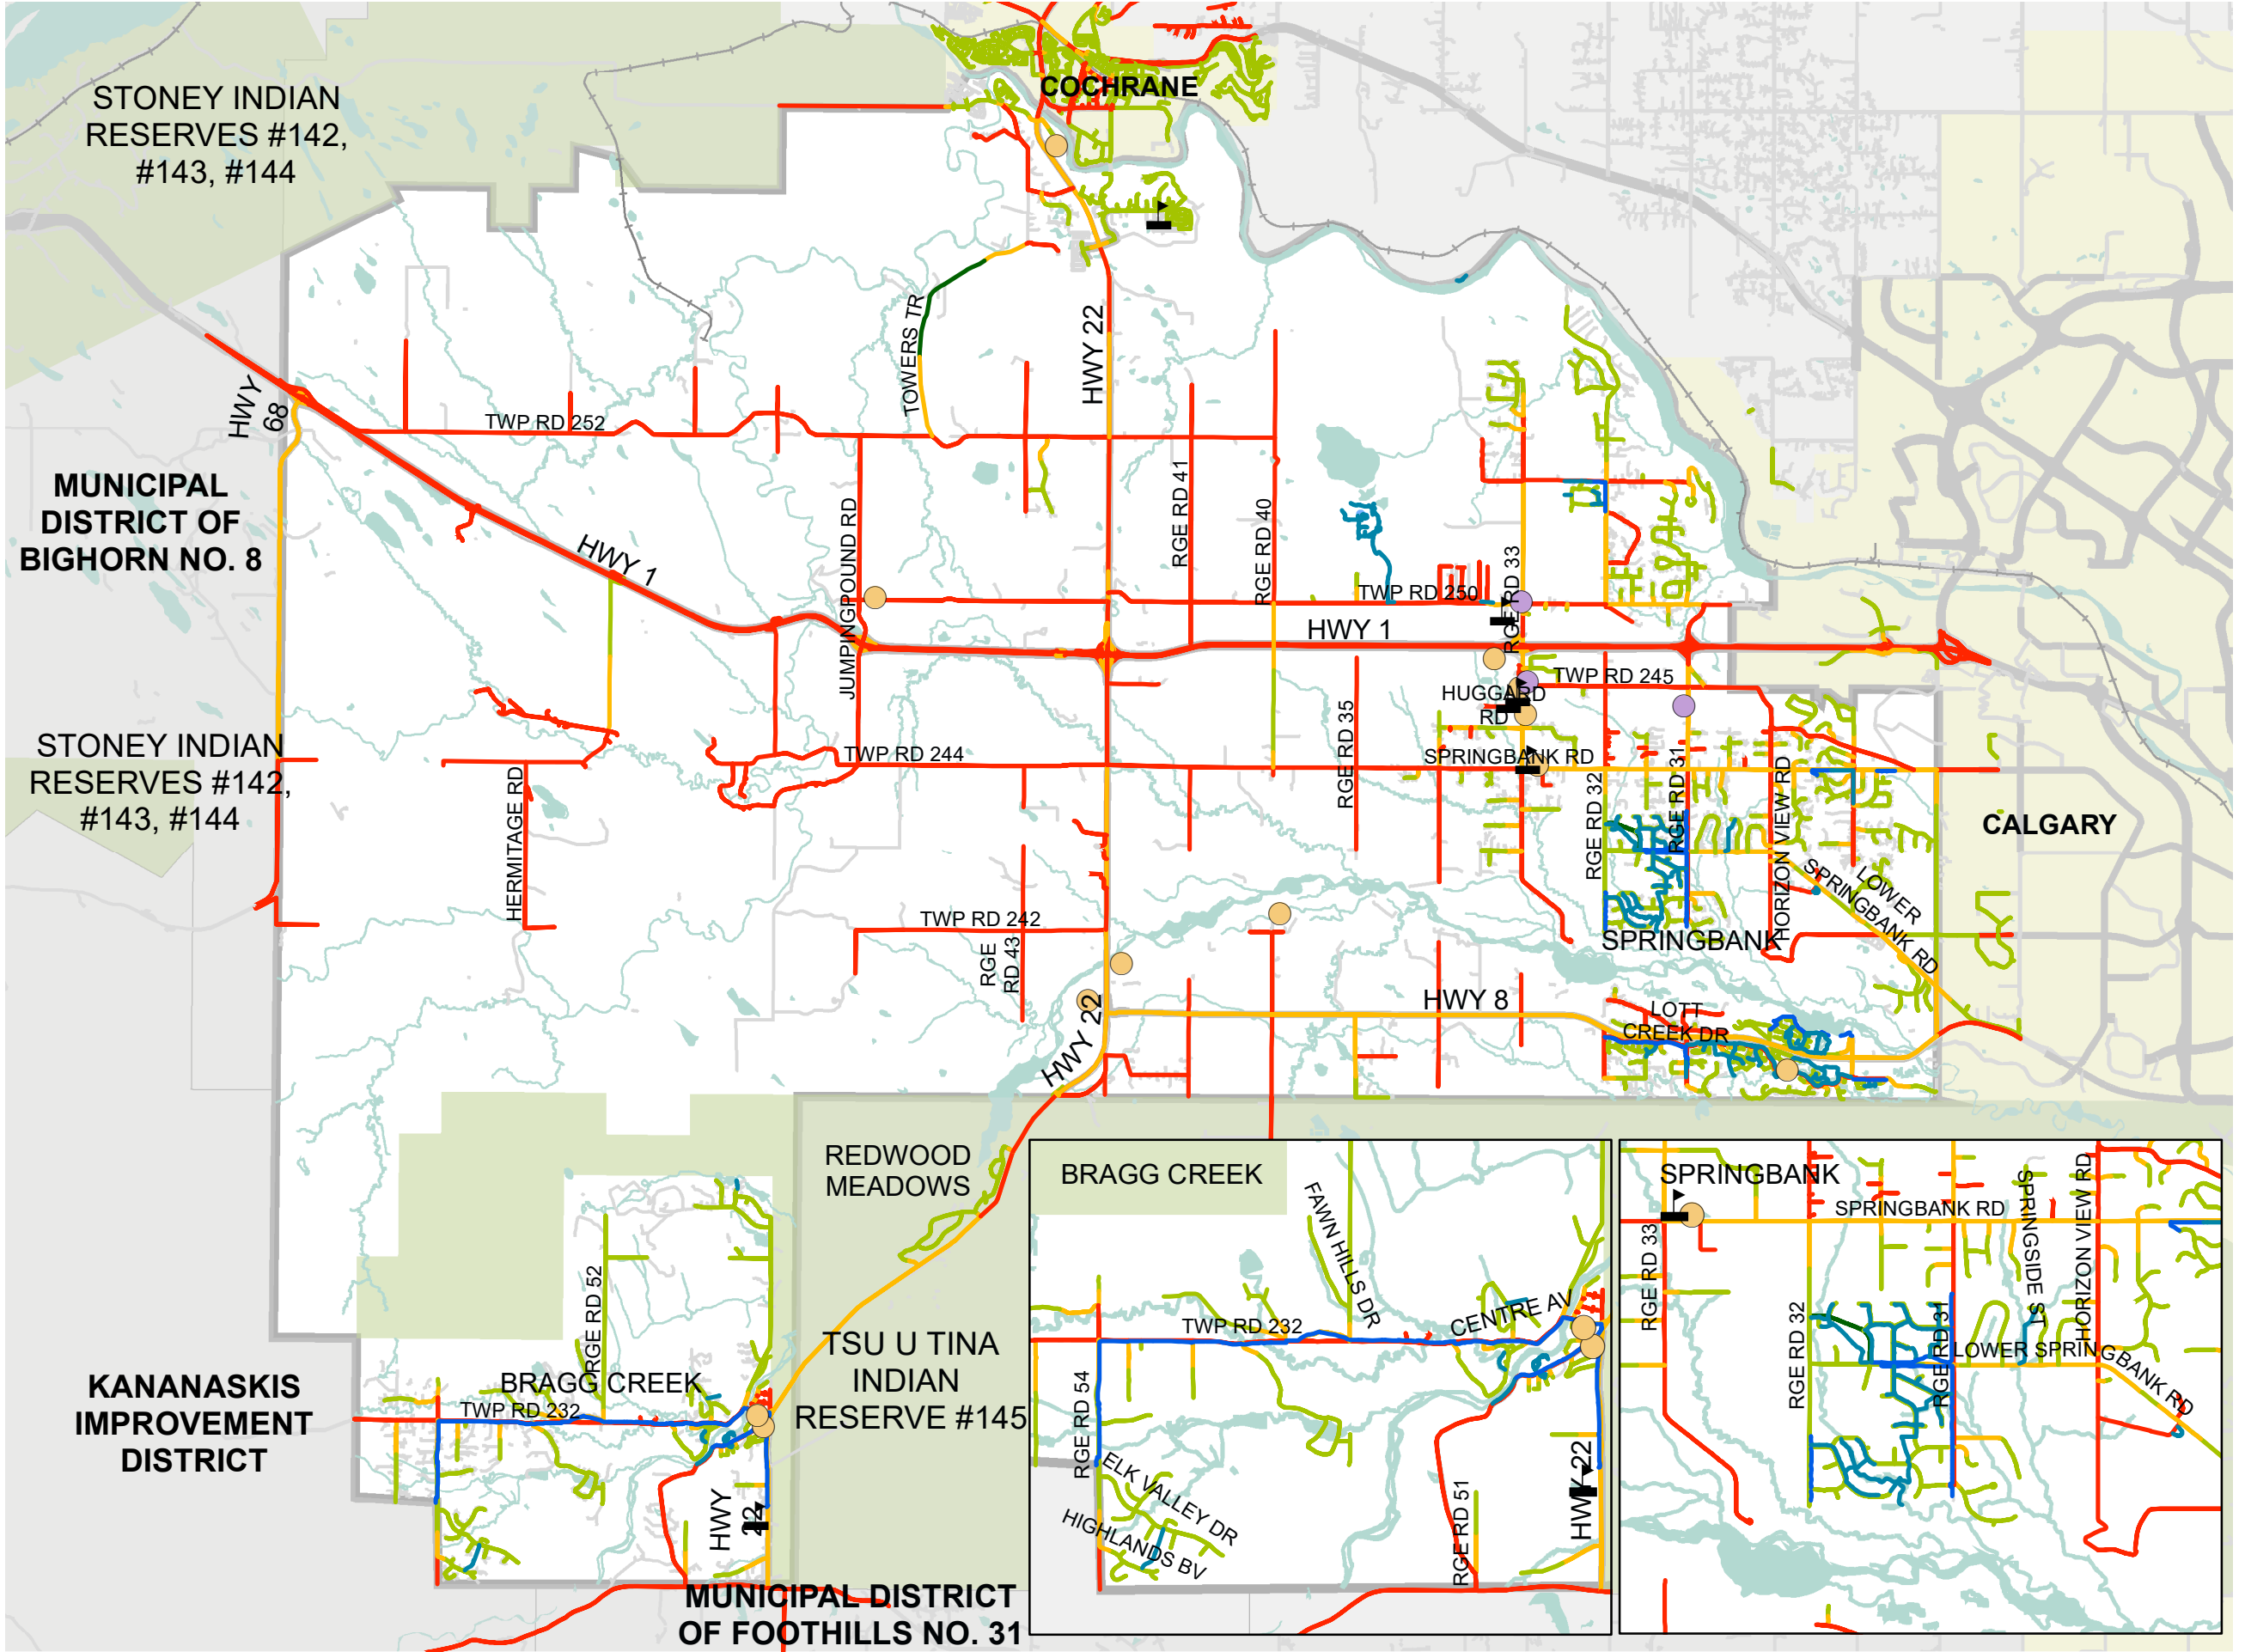 COCHRANE
STONEY INDIAN
RESERVES #142,
#143, #144
TOWERS TR
HWY 22
HWY
68
TWP RD 252
MUNICIPAL
DISTRICT OF
BIGHORN NO. 8
HWY 1
JUMPINGPOUND RD
RGE RD 41
RGE RD 40
RGE RD 33
TWP RD 250
HWY 1
TWP RD 245
HUGGARD
RD
RGE RD 35
STONEY INDIAN
RESERVES #142,
#143, #144
TWP RD 244
SPRINGBANK RD
HERMITAGE RD
RGE RD 32
RGE RD 31
HORIZON VIEW RD
CALGARY
LOWER
SPRINGBANK RD
TWP RD 242
RGE
RD 43
SPRINGBANK
HWY 8
HWY 22
LOTT
CREEK DR
REDWOOD
MEADOWS
RGE RD 52
BRAGG CREEK
TWP RD 232
TSU U TINA
INDIAN
RESERVE #145
KANANASKIS
IMPROVEMENT
DISTRICT
HWY
22
MUNICIPAL DISTRICT
OF FOOTHILLS NO. 31
BRAGG CREEK
FAWN HILLS DR
CENTRE AV
TWP RD 232
RGE RD 54
ELK VALLEY DR
HIGHLANDS BV
RGE RD 51
HWY 22
SPRINGBANK
SPRINGBANK RD
RGE RD 33
SPRINGSIDE ST
HORIZON VIEW RD
RGE RD 32
RGE RD 31
LOWER SPRINGBANK RD